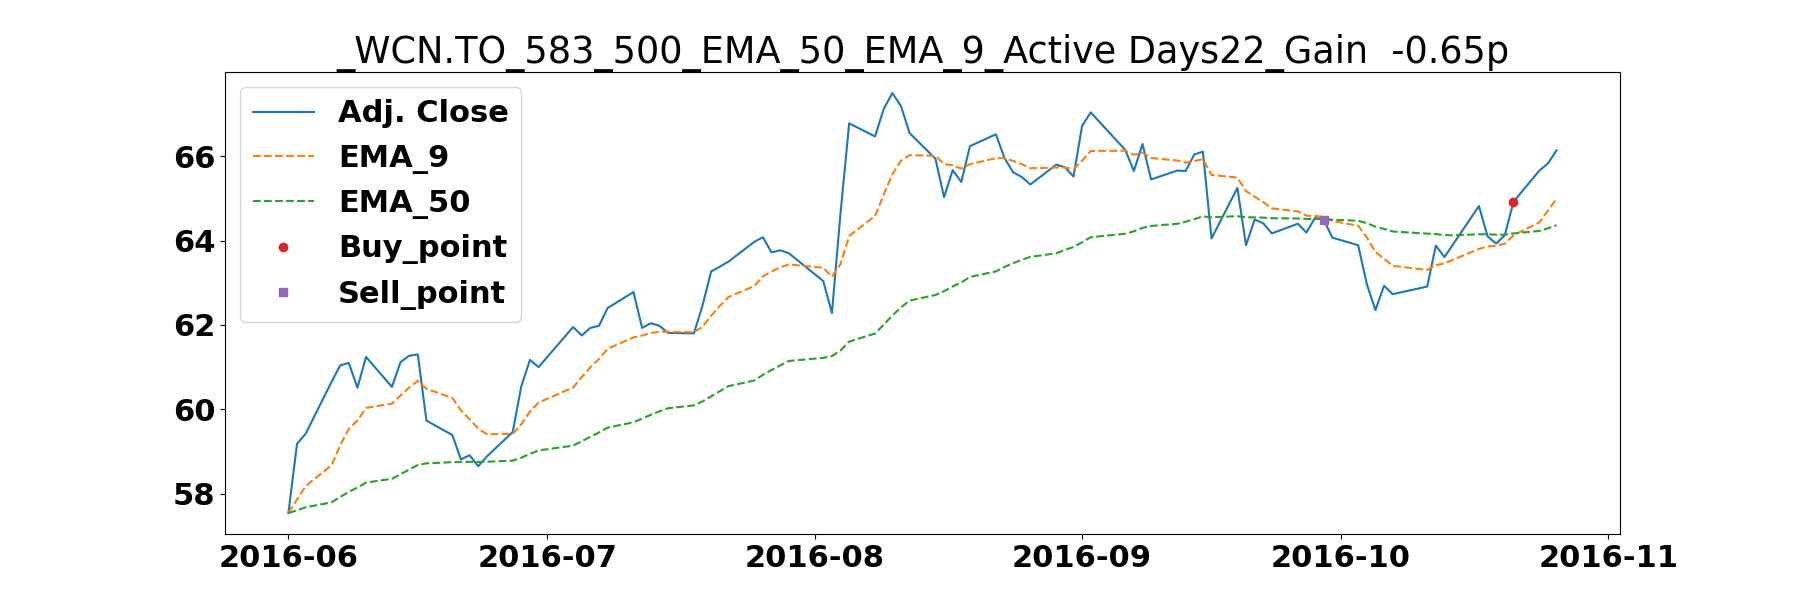 _WCN.TO_583_500_EMA_50_EMA_9_Active Days22_Gain  -0.65p
Adj. Close
EMA_9
EMA_50
Buy_point
Sell_point
66
64
62
60
58
2016-06 2016-07 2016-08 2016-09 2016-10 2016-11